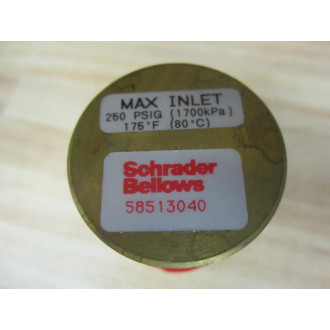 MAX INLET
250 PSIG (1700kPa)
175°F (80°C)
Schrader
Bellows
58513040